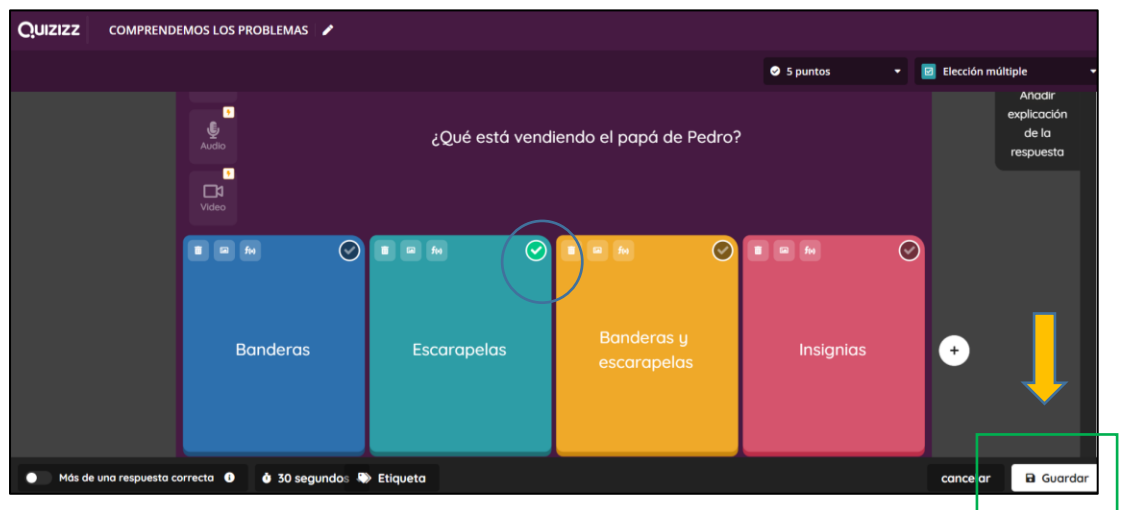 Quizizz COMPRENDEMOS LOS PROBLEMAS
5 puntos Elección múltiple
Añadir
explicación
de la
respuesta
Audio
¿Qué está vendiendo el papá de Pedro?
Video
f(x) f(x) f(x) f(x)
Banderas
Escarapelas
Banderas y
escarapelas
Insignias
+
Más de una respuesta correcta 30 segundos Etiqueta cancelar Guardar